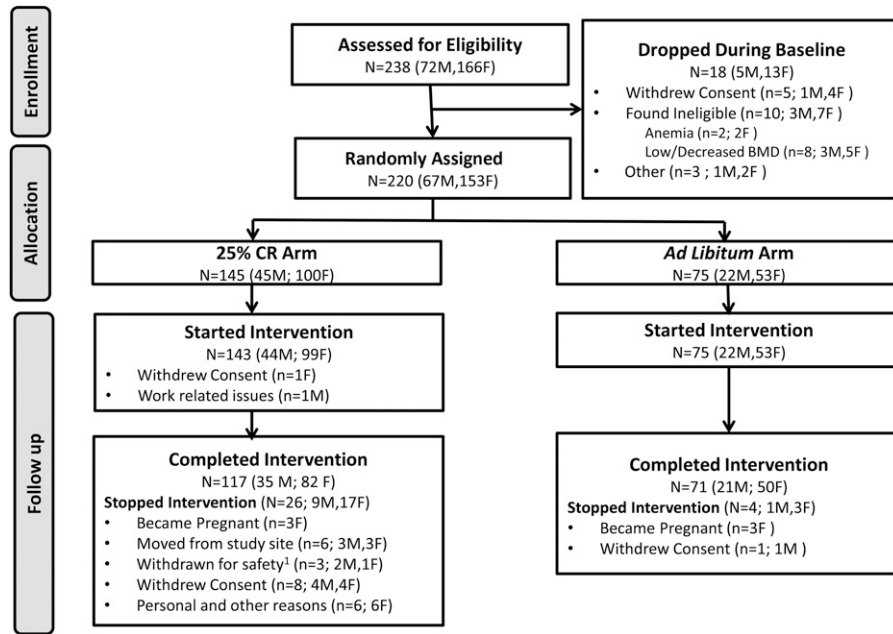 Enrollment
Assessed for Eligibility
N=238 (72M,166F)
Dropped During Baseline
N=18 (5M,13F)
• Withdrew Consent (n=5; 1M,4F )
• Found Ineligible (n=10; 3M,7F )
Anemia (n=2; 2F)
Low/Decreased BMD (n=8; 3M,5F )
• Other (n=3 ; 1M,2F )
Allocation
Randomly Assigned
N=220 (67M,153F)
25% CR Arm
N=145 (45M; 100F)
Ad Libitum Arm
N=75 (22M,53F)
Follow up
Started Intervention
N=143 (44M; 99F)
• Withdrew Consent (n=1F)
• Work related issues (n=1M)
Started Intervention
N=75 (22M,53F)
Completed Intervention
N=117 (35 M; 82 F)
Stopped Intervention (N=26; 9M,17F)
• Became Pregnant (n=3F)
• Moved from study site (n=6; 3M,3F)
• Withdrawn for safety¹ (n=3; 2M,1F)
• Withdrew Consent (n=8; 4M,4F)
• Personal and other reasons (n=6; 6F)
Completed Intervention
N=71 (21M; 50F)
Stopped Intervention (N=4; 1M,3F)
• Became Pregnant (n=3F )
• Withdrew Consent (n=1; 1M )